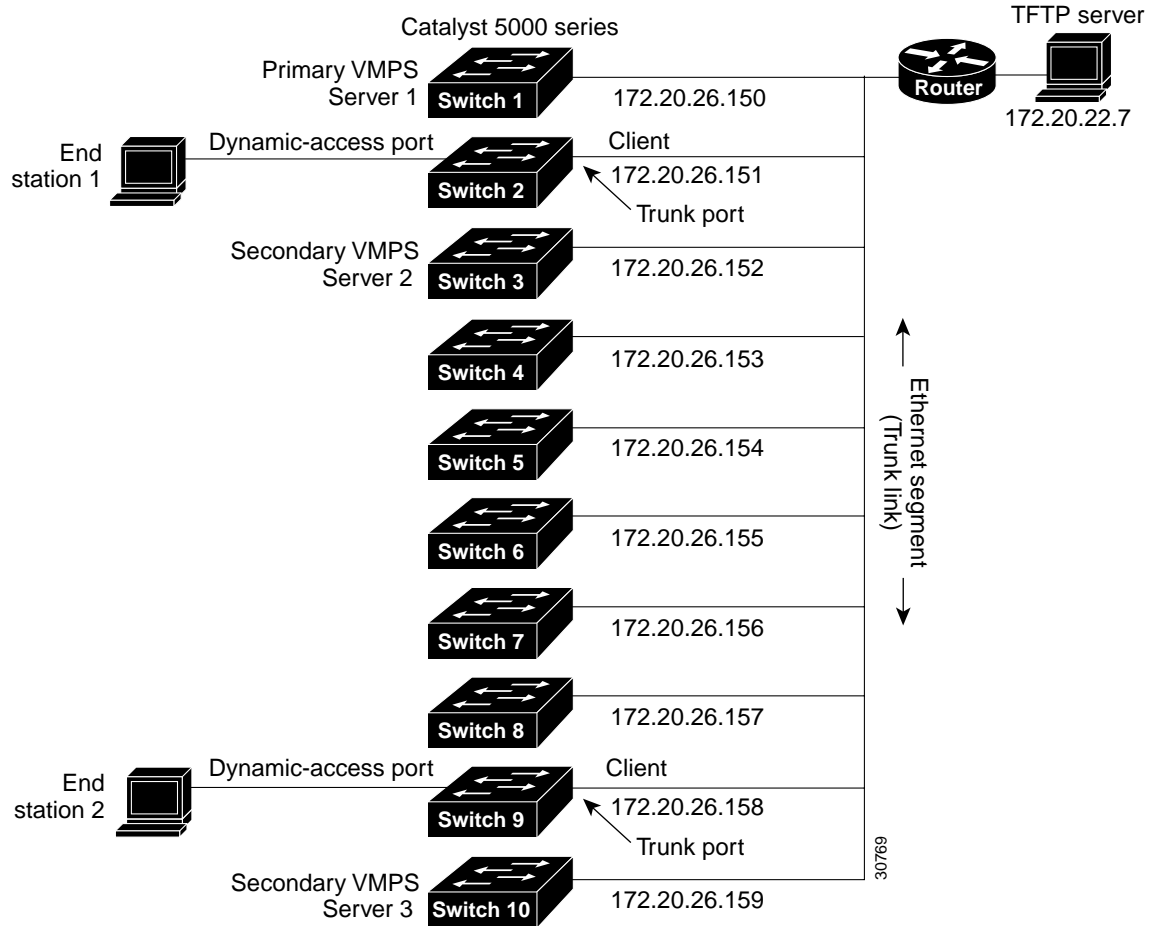 Catalyst 5000 series
TFTP server
Primary VMPS
Server 1
Switch 1
172.20.26.150
Router
172.20.22.7
End
station 1
Dynamic-access port
Switch 2
Client
172.20.26.151
Trunk port
Secondary VMPS
Server 2
Switch 3
172.20.26.152
Switch 4
172.20.26.153
Switch 5
172.20.26.154
Ethernet segment
(Trunk link)
Switch 6
172.20.26.155
Switch 7
172.20.26.156
Switch 8
172.20.26.157
End
station 2
Dynamic-access port
Switch 9
Client
172.20.26.158
Trunk port
30769
Secondary VMPS
Server 3
Switch 10
172.20.26.159